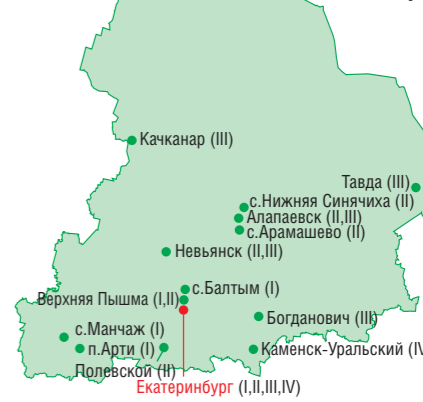 Качканар (III)
Тавда (III)
с.Нижняя Синячиха (II)
Алапаевск (II,III)
с.Арамашево (II)
Невьянск (II,III)
с.Балтым (I)
Верхняя Пышма (I,II)
Богданович (III)
с.Манчаж (I)
п.Арти (I)
Каменск-Уральский (IV
Полевской (II)
Екатеринбург (I,II,III,IV)